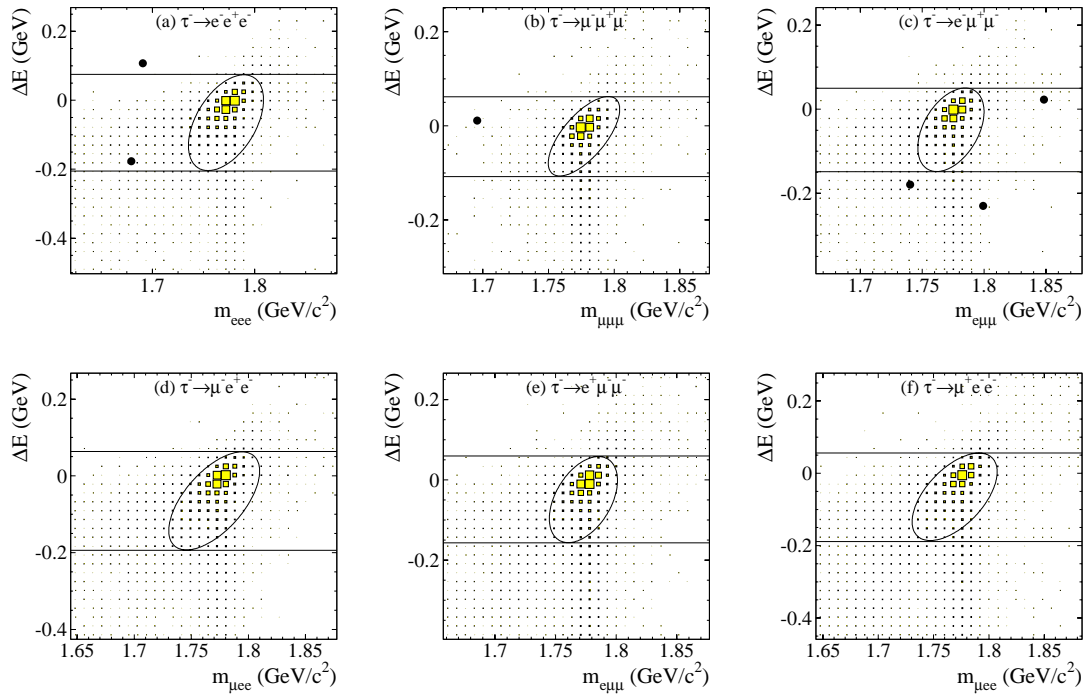 (a) τ⁻→e⁻e⁺e⁻
ΔE (GeV)
0.2
0
-0.2
-0.4
1.7 1.8
m_eee (GeV/c²)
(b) τ⁻→μ⁻μ⁺μ⁻
ΔE (GeV)
0.2
0
-0.2
1.7 1.75 1.8 1.85
m_μμμ (GeV/c²)
(c) τ⁻→e⁻μ⁺μ⁻
ΔE (GeV)
0.2
0
-0.2
1.7 1.75 1.8 1.85
m_eμμ (GeV/c²)
(d) τ⁻→μ⁻e⁺e⁻
ΔE (GeV)
0.2
0
-0.2
-0.4
1.65 1.7 1.75 1.8 1.85
m_μee (GeV/c²)
(e) τ⁻→e⁺μ⁻μ⁻
ΔE (GeV)
0.2
0
-0.2
1.7 1.75 1.8 1.85
m_eμμ (GeV/c²)
(f) τ⁻→μ⁺e⁻e⁻
ΔE (GeV)
0.2
0
-0.2
-0.4
1.65 1.7 1.75 1.8 1.85
m_μee (GeV/c²)